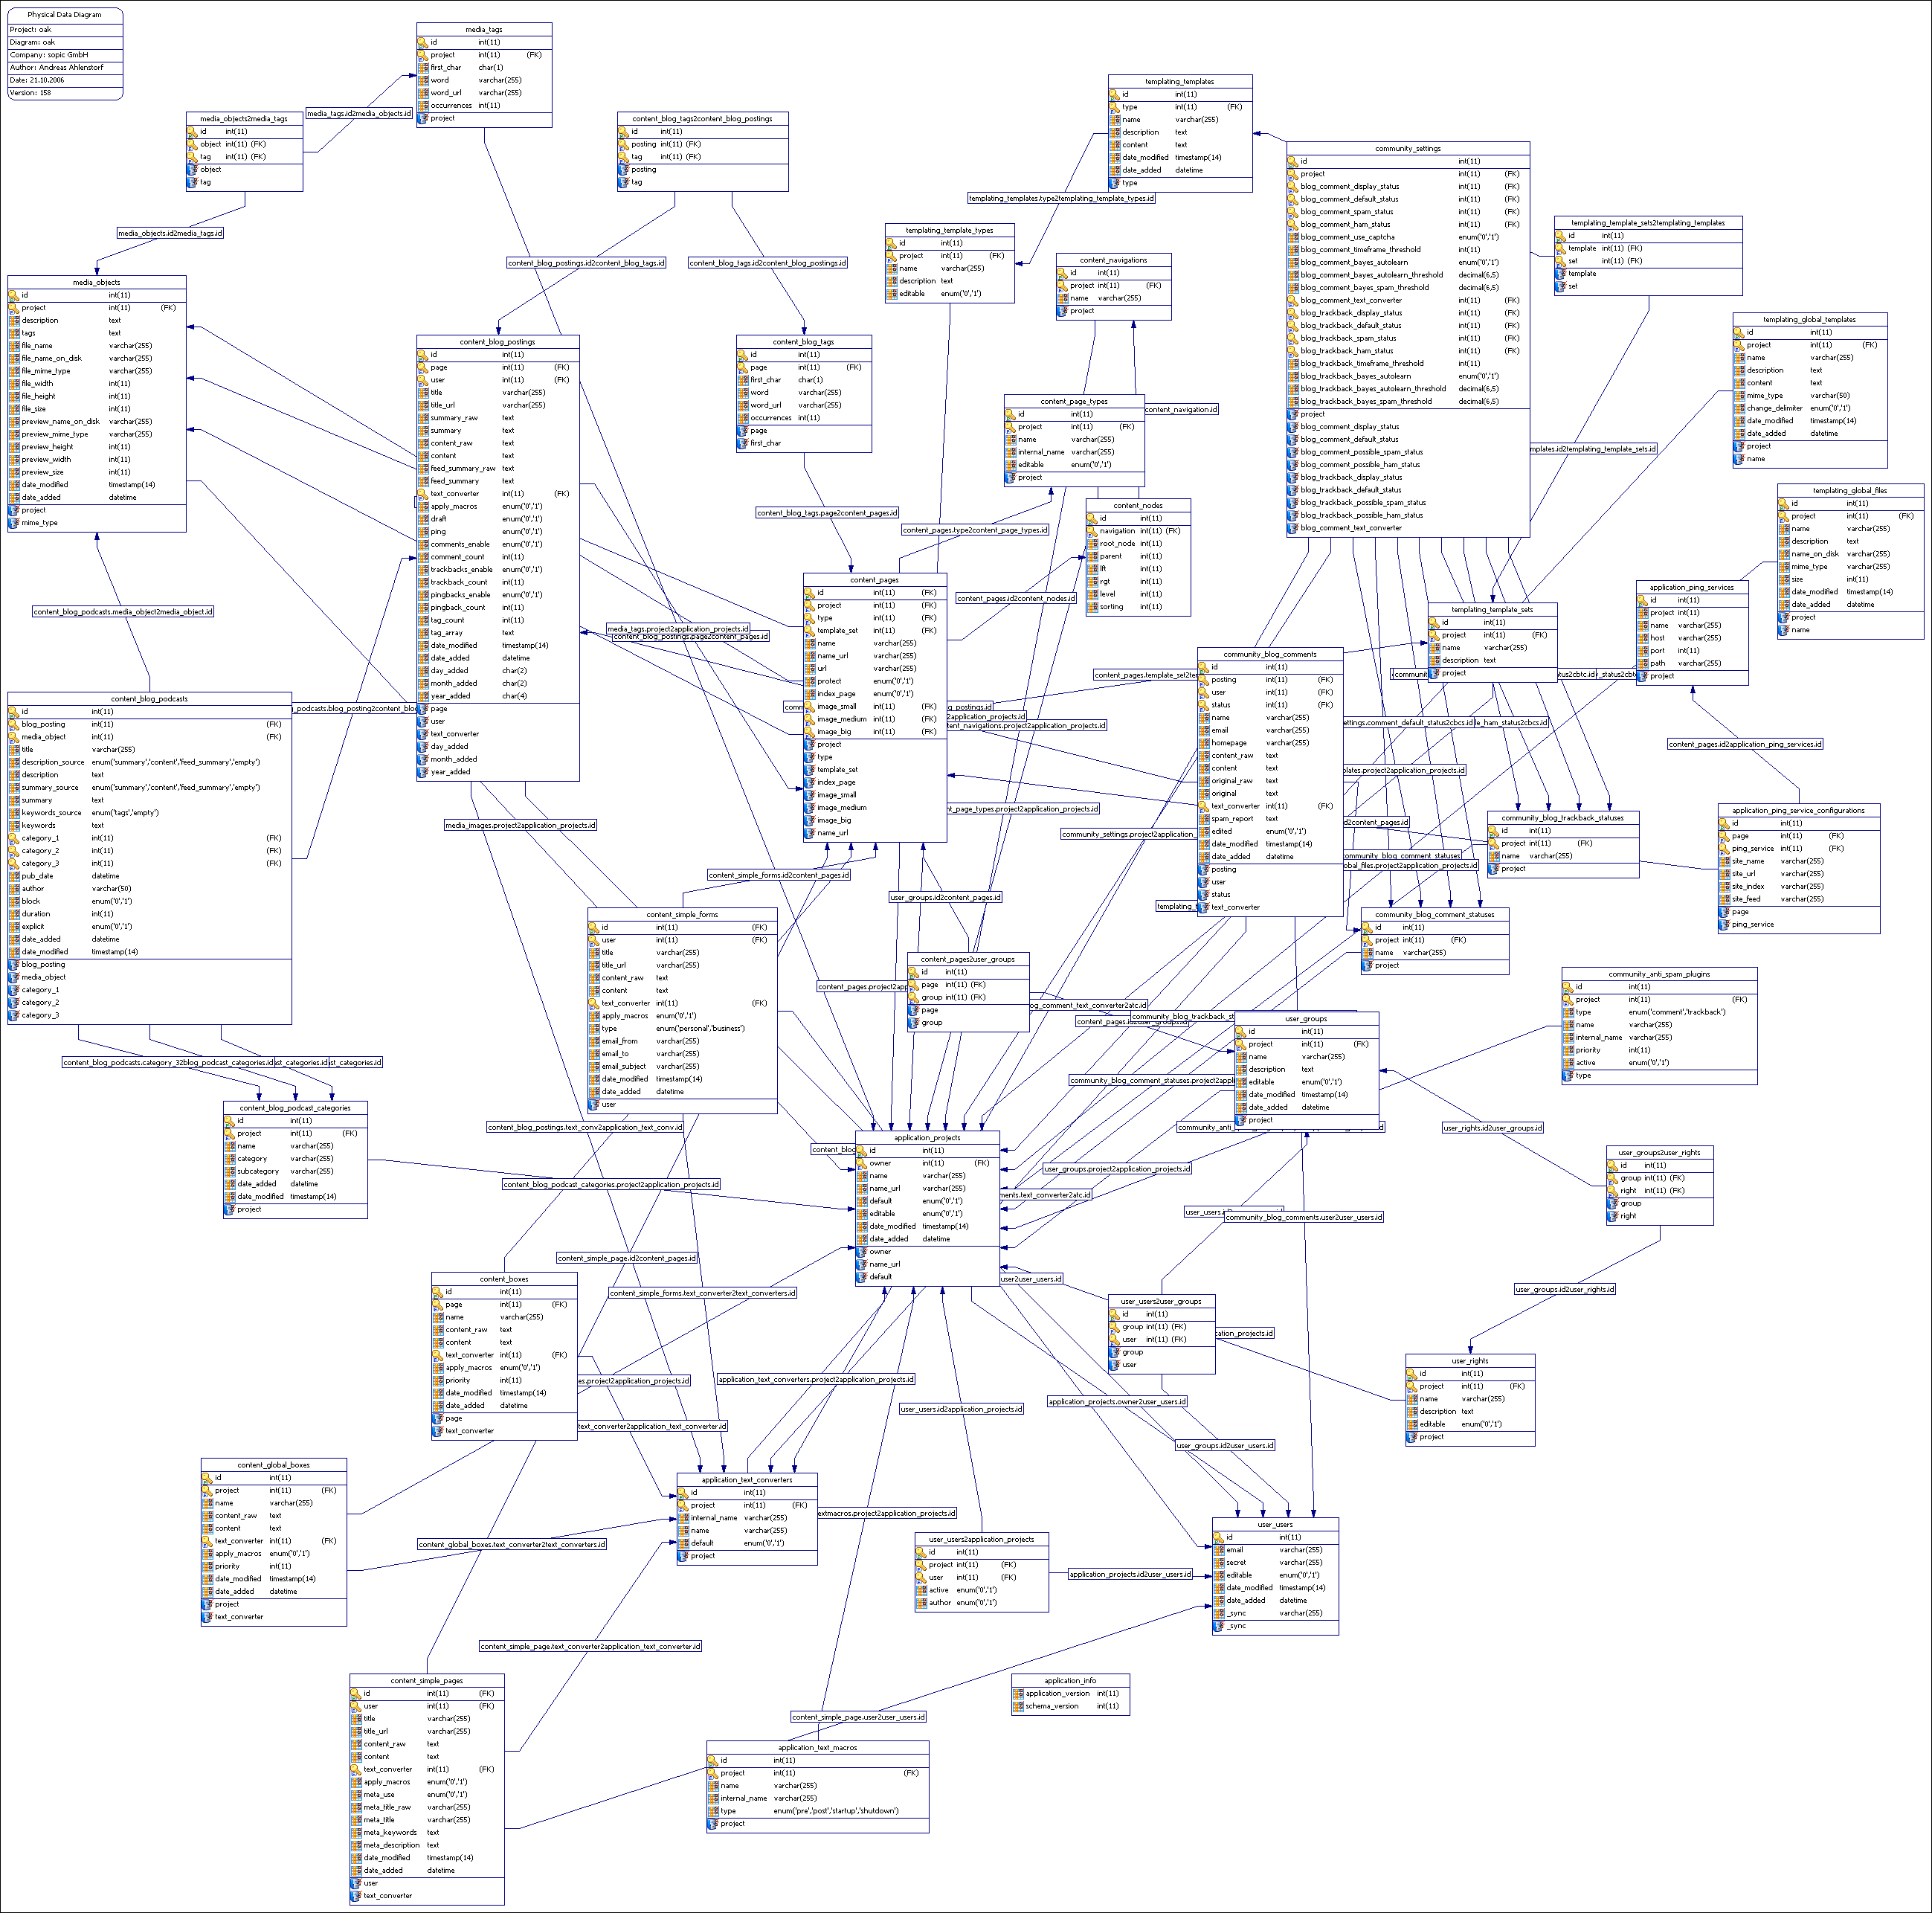 Physical Data Diagram
Project: oak
Diagram: oak
Company: sopic GmbH
Author: Andreas Ahlenstorf
Date: 21.10.2006
Version: 158
media_tags
id int(11)
project int(11) (FK)
first_char char(1)
word varchar(255)
word_url varchar(255)
occurrences int(11)
project
media_tags.id2media_objects.id
media_objects2media_tags
id int(11)
object int(11) (FK)
tag int(11) (FK)
object
tag
media_objects.id2media_tags.id
content_blog_tags2content_blog_postings
id int(11)
posting int(11) (FK)
tag int(11) (FK)
posting
tag
content_blog_postings.id2content_blog_tags.id
content_blog_tags.id2content_blog_postings.id
templating_templates
id int(11)
type int(11) (FK)
name varchar(255)
description text
content text
date_modified timestamp(14)
date_added datetime
type
templating_templates.type2templating_template_types.id
templating_template_types
id int(11)
project int(11) (FK)
name varchar(255)
description text
editable enum('0','1')
content_navigations
id int(11)
project int(11) (FK)
name varchar(255)
project
community_settings
id int(11)
project int(11) (FK)
blog_comment_display_status int(11) (FK)
blog_comment_default_status int(11) (FK)
blog_comment_spam_status int(11) (FK)
blog_comment_ham_status int(11) (FK)
blog_comment_use_captcha enum('0','1')
blog_comment_timeframe_threshold int(11)
blog_comment_bayes_autolearn enum('0','1')
blog_comment_bayes_autolearn_threshold decimal(6,5)
blog_comment_bayes_spam_threshold decimal(6,5)
blog_comment_text_converter int(11) (FK)
blog_trackback_display_status int(11) (FK)
blog_trackback_default_status int(11) (FK)
blog_trackback_spam_status int(11) (FK)
blog_trackback_ham_status int(11) (FK)
blog_trackback_timeframe_threshold int(11)
blog_trackback_bayes_autolearn enum('0','1')
blog_trackback_bayes_autolearn_threshold decimal(6,5)
blog_trackback_bayes_spam_threshold decimal(6,5)
project
blog_comment_display_status
blog_comment_default_status
blog_comment_possible_spam_status
blog_comment_possible_ham_status
blog_trackback_display_status
blog_trackback_default_status
blog_trackback_possible_spam_status
blog_trackback_possible_ham_status
blog_comment_text_converter
templating_template_sets2templating_templates
id int(11)
template int(11) (FK)
set int(11) (FK)
template
set
templating_global_templates
id int(11)
project int(11) (FK)
name varchar(255)
description text
content text
mime_type varchar(50)
change_delimiter enum('0','1')
date_modified timestamp(14)
date_added datetime
project
name
media_objects
id int(11)
project int(11) (FK)
description text
tags text
file_name varchar(255)
file_name_on_disk varchar(255)
file_mime_type varchar(255)
file_width int(11)
file_height int(11)
file_size int(11)
preview_name_on_disk varchar(255)
preview_mime_type varchar(255)
preview_height int(11)
preview_width int(11)
preview_size int(11)
date_modified timestamp(14)
date_added datetime
project
mime_type
content_blog_postings
id int(11)
page int(11) (FK)
user int(11) (FK)
title varchar(255)
title_url varchar(255)
summary_raw text
summary text
content_raw text
content text
feed_summary_raw text
feed_summary text
text_converter int(11) (FK)
apply_macros enum('0','1')
draft enum('0','1')
ping enum('0','1')
comments_enable enum('0','1')
comment_count int(11)
trackbacks_enable enum('0','1')
trackback_count int(11)
pingbacks_enable enum('0','1')
pingback_count int(11)
tag_count int(11)
tag_array text
date_modified timestamp(14)
date_added datetime
day_added char(2)
month_added char(2)
year_added char(4)
page
user
text_converter
day_added
month_added
year_added
content_blog_tags
id int(11)
page int(11) (FK)
first_char char(1)
word varchar(255)
word_url varchar(255)
occurrences int(11)
page
first_char
content_page_types
id int(11)
project int(11) (FK)
name varchar(255)
internal_name varchar(255)
editable enum('0','1')
project
content_navigation.id
content_blog_tags.page2content_pages.id
content_pages.type2content_page_types.id
content_nodes
id int(11)
navigation int(11) (FK)
root_node int(11)
parent int(11)
lft int(11)
rgt int(11)
level int(11)
sorting int(11)
mplates.id2templating_template_sets.id
templating_global_files
id int(11)
project int(11) (FK)
name varchar(255)
description text
name_on_disk varchar(255)
mime_type varchar(255)
size int(11)
date_modified timestamp(14)
date_added datetime
project
name
content_pages
id int(11) (FK)
project int(11) (FK)
type int(11) (FK)
template_set int(11) (FK)
name varchar(255)
name_url varchar(255)
url varchar(255)
protect enum('0','1')
index_page enum('0','1')
image_small int(11) (FK)
image_medium int(11) (FK)
image_big int(11) (FK)
project
type
template_set
index_page
image_small
image_medium
image_big
name_url
content_pages.id2content_nodes.id
content_blog_podcasts.media_object2media_object.id
media_tags.project2application_projects.id
content_blog_postings.page2content_pages.id
templating_template_sets
id int(11)
project int(11) (FK)
name varchar(255)
description text
project
application_ping_services
id int(11)
project int(11) (FK)
name varchar(255)
host varchar(255)
port int(11)
path varchar(255)
project
content_pages.id2application_ping_services.id
community_blog_comments
id int(11)
posting int(11) (FK)
user int(11) (FK)
status int(11) (FK)
name varchar(255)
email varchar(255)
homepage varchar(255)
content_raw text
content text
original_raw text
original text
text_converter int(11) (FK)
spam_report text
edited enum('0','1')
date_modified timestamp(14)
date_added datetime
posting
user
status
text_converter
content_pages.template_set2tem
og_postings.id
2application_projects.id
ntent_navigations.project2application_projects.id
ettings.comment_default_status2cbcs.id
e_ham_status2cbcs.id
lates.project2application_projects.id
nt_page_types.project2application_projects.id
community_settings.project2application_
d2content_pages.id
ommunity_blog_comment_statuses
obal_files.project2application_projects.id
content_blog_podcasts
id int(11)
blog_posting int(11) (FK)
media_object int(11) (FK)
title varchar(255)
description_source enum('summary','content','feed_summary','empty')
description text
summary_source enum('summary','content','feed_summary','empty')
summary text
keywords_source enum('tags','empty')
keywords text
category_1 int(11) (FK)
category_2 int(11) (FK)
category_3 int(11) (FK)
pub_date datetime
author varchar(50)
block enum('0','1')
duration int(11)
explicit enum('0','1')
date_added datetime
date_modified timestamp(14)
blog_posting
media_object
category_1
category_2
category_3
_podcasts.blog_posting2content_blog
media_images.project2application_projects.id
community_blog_trackback_statuses
id int(11)
project int(11) (FK)
name varchar(255)
project
application_ping_service_configurations
id int(11)
page int(11) (FK)
ping_service int(11) (FK)
site_name varchar(255)
site_url varchar(255)
site_index varchar(255)
site_feed varchar(255)
page
ping_service
content_simple_forms.id2content_pages.id
user_groups.id2content_pages.id
content_simple_forms
id int(11) (FK)
user int(11) (FK)
title varchar(255)
title_url varchar(255)
content_raw text
content text
text_converter int(11) (FK)
apply_macros enum('0','1')
type enum('personal','business')
email_from varchar(255)
email_to varchar(255)
email_subject varchar(255)
date_modified timestamp(14)
date_added datetime
user
community_blog_comment_statuses
id int(11)
project int(11) (FK)
name varchar(255)
project
content_pages2user_groups
id int(11)
page int(11) (FK)
group int(11) (FK)
page
group
content_pages.project2app
og_comment_text_converter2atc.id
content_pages.id2user_groups.id
community_blog_trackback_st
community_anti_spam_plugins
id int(11)
project int(11) (FK)
type enum('comment','trackback')
name varchar(255)
internal_name varchar(255)
priority int(11)
active enum('0','1')
type
user_groups
id int(11)
project int(11) (FK)
name varchar(255)
description text
editable enum('0','1')
date_modified timestamp(14)
date_added datetime
project
content_blog_podcasts.category_32blog_podcast_categories.id
st_categories.id
community_blog_comment_statuses.project2appl
content_blog_podcast_categories
id int(11)
project int(11) (FK)
name varchar(255)
category varchar(255)
subcategory varchar(255)
date_added datetime
date_modified timestamp(14)
project
content_blog_postings.text_conv2application_text_conv.id
community_anti_
user_rights.id2user_groups.id
application_projects
id int(11)
owner int(11) (FK)
name varchar(255)
name_url varchar(255)
default enum('0','1')
editable enum('0','1')
date_modified timestamp(14)
date_added datetime
owner
name_url
default
content_blog
user_groups.project2application_projects.id
content_blog_podcast_categories.project2application_projects.id
ments.text_converter2atc.id
user_groups2user_rights
id int(11)
group int(11) (FK)
right int(11) (FK)
group
right
community_blog_comments.user2user_users.id
content_simple_page.id2content_pages.id
content_simple_forms.text_converter2text_converters.id
user2user_users.id
user_groups.id2user_rights.id
content_boxes
id int(11)
page int(11) (FK)
name varchar(255)
content_raw text
content text
text_converter int(11) (FK)
apply_macros enum('0','1')
priority int(11)
date_modified timestamp(14)
date_added datetime
page
text_converter
user_users2user_groups
id int(11)
group int(11) (FK)
user int(11) (FK)
group
user
cation_projects.id
user_rights
id int(11)
project int(11) (FK)
name varchar(255)
description text
editable enum('0','1')
project
es.project2application_projects.id
application_text_converters.project2application_projects.id
user_users.id2application_projects.id
application_projects.owner2user_users.id
text_converter2application_text_converter.id
user_groups.id2user_users.id
content_global_boxes
id int(11)
project int(11) (FK)
name varchar(255)
content_raw text
content text
text_converter int(11) (FK)
apply_macros enum('0','1')
priority int(11)
date_modified timestamp(14)
date_added datetime
project
text_converter
application_text_converters
id int(11)
project int(11) (FK)
internal_name varchar(255)
name varchar(255)
default enum('0','1')
project
extmacros.project2application_projects.id
content_global_boxes.text_converter2text_converters.id
user_users2application_projects
id int(11)
project int(11) (FK)
user int(11) (FK)
active enum('0','1')
author enum('0','1')
application_projects.id2user_users.id
user_users
id int(11)
email varchar(255)
secret varchar(255)
editable enum('0','1')
date_modified timestamp(14)
date_added datetime
_sync varchar(255)
_sync
content_simple_page.text_converter2application_text_converter.id
content_simple_pages
id int(11) (FK)
user int(11) (FK)
title varchar(255)
title_url varchar(255)
content_raw text
content text
text_converter int(11) (FK)
apply_macros enum('0','1')
meta_use enum('0','1')
meta_title_raw varchar(255)
meta_title varchar(255)
meta_keywords text
meta_description text
date_modified timestamp(14)
date_added datetime
user
text_converter
application_info
application_version int(11)
schema_version int(11)
content_simple_page.user2user_users.id
application_text_macros
id int(11)
project int(11) (FK)
name varchar(255)
internal_name varchar(255)
type enum('pre','post','startup','shutdown')
project